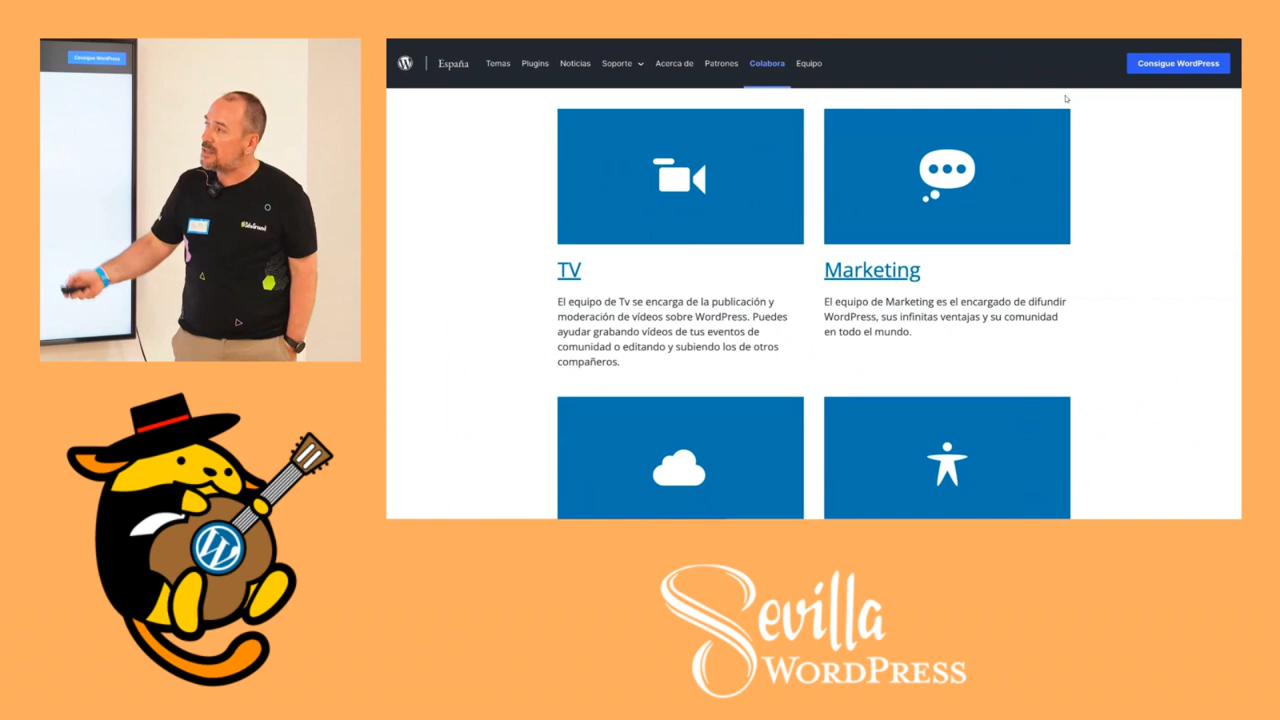 Consigue WordPress
SiteGround
España
Temas
Plugins
Noticias
Soporte
Acerca de
Patrones
Colabora
Equipo
Consigue WordPress
TV
El equipo de Tv se encarga de la publicación y
moderación de vídeos sobre WordPress. Puedes
ayudar grabando vídeos de tus eventos de
comunidad o editando y subiendo los de otros
compañeros.
Marketing
El equipo de Marketing es el encargado de difundir
WordPress, sus infinitas ventajas y su comunidad
en todo el mundo.
Sevilla
WORDPRESS